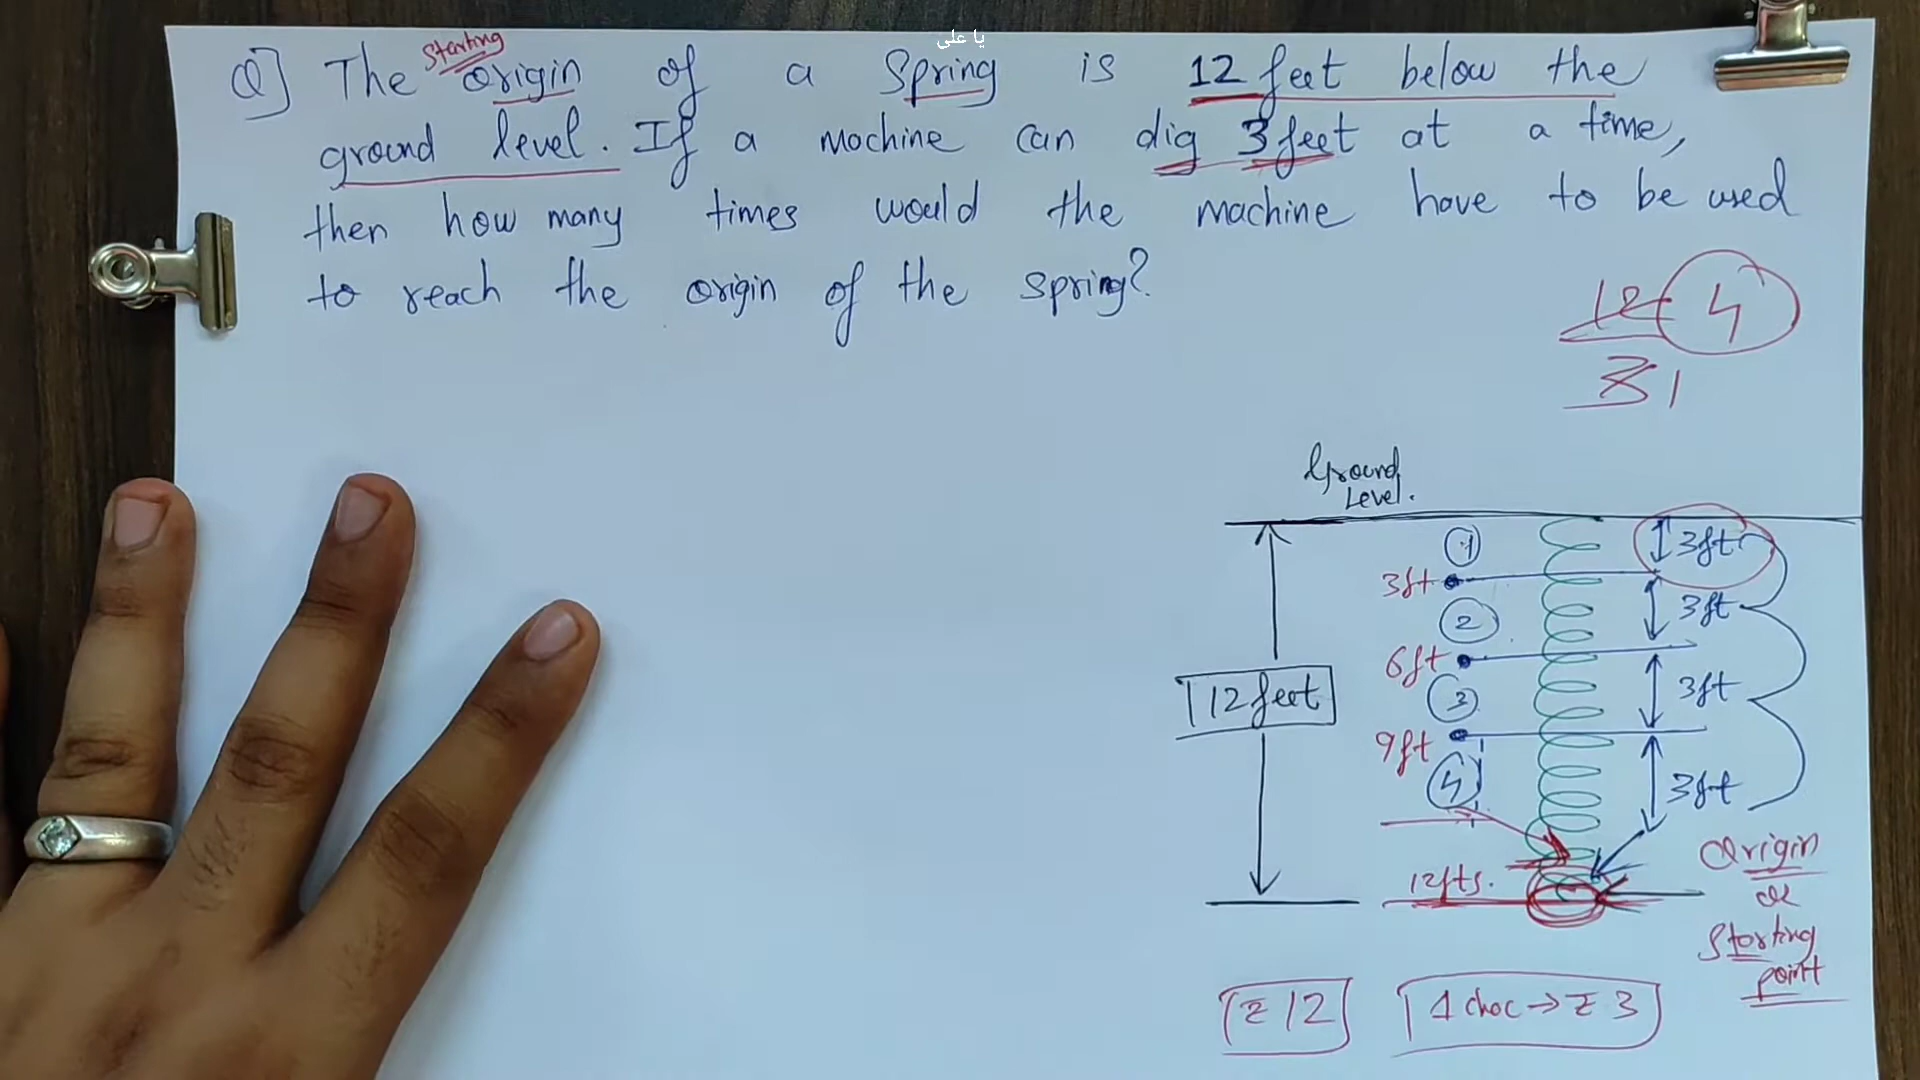 يا على
Starting
Q] The origin of a Spring is 12 feet below the
ground level. If a machine can dig 3 feet at a time,
then how many times would the machine have to be used
to reach the origin of the spring?
12 4
3 1
Ground
Level.
1
3ft
3ft
2
3ft
6ft
3
3ft
12 feet
9ft
4
3ft
12fts.
Origin
or
Starting
point
₹ 12
1 choc → ₹ 3